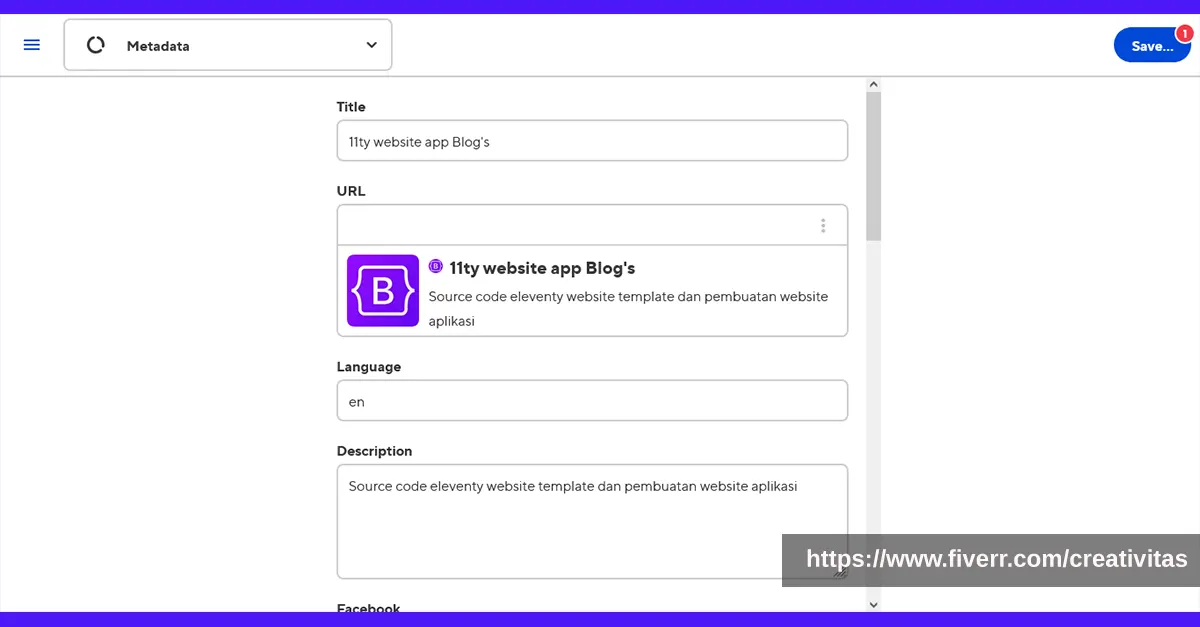 Metadata
Save...
1
Title
11ty website app Blog's
URL
B
B 11ty website app Blog's
Source code eleventy website template dan pembuatan website
aplikasi
Language
en
Description
Source code eleventy website template dan pembuatan website aplikasi
https://www.fiverr.com/creativitas
Facebook